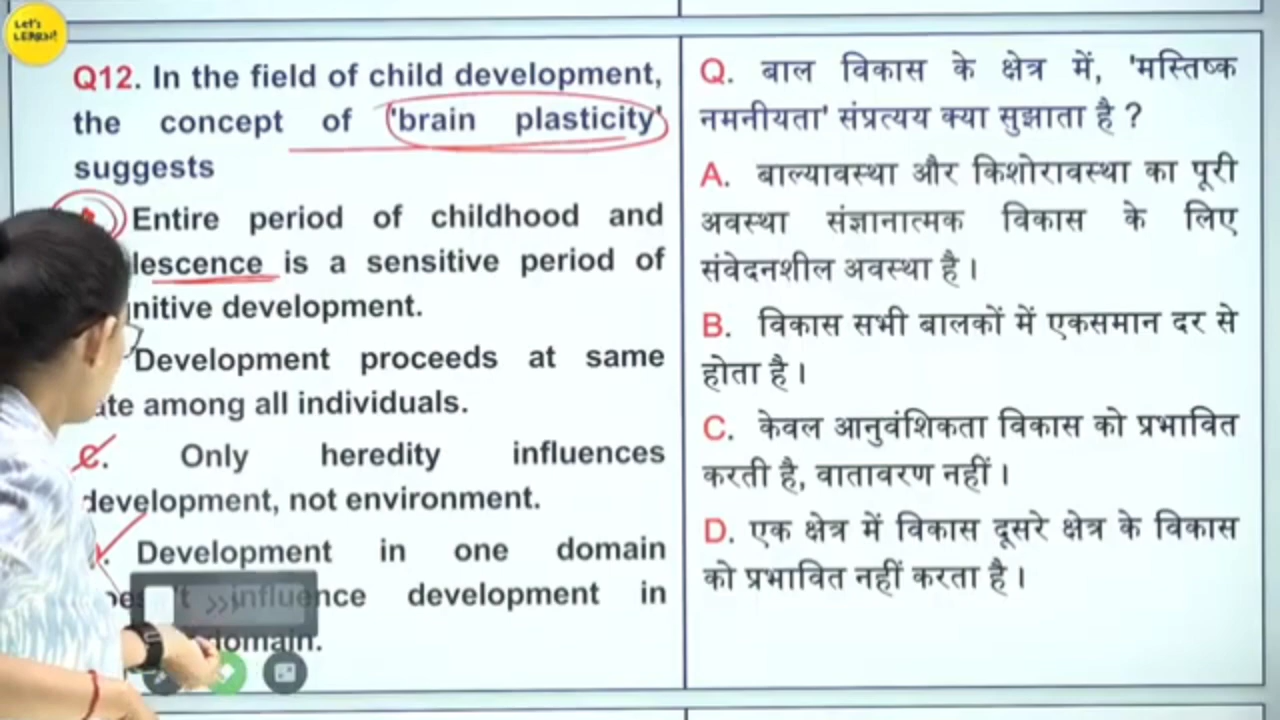 Let's
LEARN!
Q12. In the field of child development,
the concept of 'brain plasticity'
suggests
Entire period of childhood and
lescence is a sensitive period of
nitive development.
Development proceeds at same
ate among all individuals.
C. Only heredity influences
development, not environment.
Development in one domain
influence development in
domain.
Q. बाल विकास के क्षेत्र में, 'मस्तिष्क
नमनीयता' संप्रत्यय क्या सुझाता है ?
A. बाल्यावस्था और किशोरावस्था का पूरी
अवस्था संज्ञानात्मक विकास के लिए
संवेदनशील अवस्था है।
B. विकास सभी बालकों में एकसमान दर से
होता है।
C. केवल आनुवंशिकता विकास को प्रभावित
करती है, वातावरण नहीं।
D. एक क्षेत्र में विकास दूसरे क्षेत्र के विकास
को प्रभावित नहीं करता है।